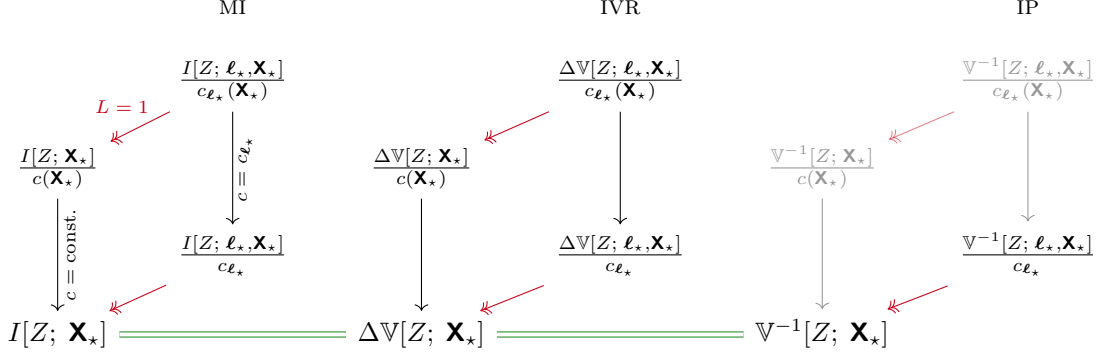 MI IVR IP
I[Z; ℓ⋆,X⋆] / c_ℓ⋆(X⋆) ΔV[Z; ℓ⋆,X⋆] / c_ℓ⋆(X⋆) 𝕍⁻¹[Z; ℓ⋆,X⋆] / c_ℓ⋆(X⋆)
L = 1
I[Z; X⋆] / c(X⋆) Δ𝕍[Z; X⋆] / c(X⋆) 𝕍⁻¹[Z; X⋆] / c(X⋆)
c = c_ℓ⋆
c = const.
I[Z; ℓ⋆,X⋆] / c_ℓ⋆ Δ𝕍[Z; ℓ⋆,X⋆] / c_ℓ⋆ 𝕍⁻¹[Z; ℓ⋆,X⋆] / c_ℓ⋆
I[Z; X⋆] Δ𝕍[Z; X⋆] 𝕍⁻¹[Z; X⋆]